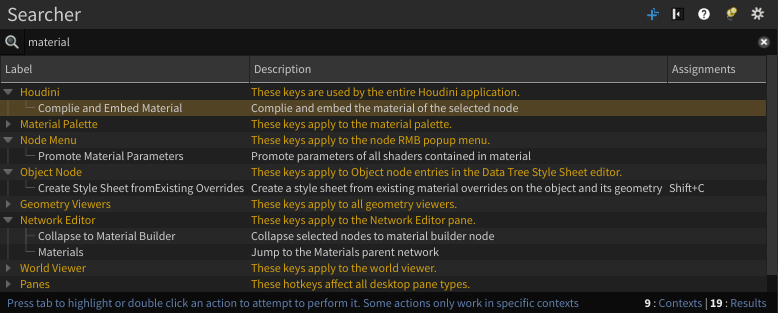 Searcher
material
Label Description Assignments
Houdini These keys are used by the entire Houdini application.
Complie and Embed Material Complie and embed the material of the selected node
Material Palette These keys apply to the material palette.
Node Menu These keys apply to the node RMB popup menu.
Promote Material Parameters Promote parameters of all shaders contained in material
Object Node These keys apply to Object node entries in the Data Tree Style Sheet editor.
Create Style Sheet fromExisting Overrides Create a style sheet from existing material overrides on the object and its geometry Shift+C
Geometry Viewers These keys apply to all geometry viewers.
Network Editor These keys apply to the Network Editor pane.
Collapse to Material Builder Collapse selected nodes to material builder node
Materials Jump to the Materials parent network
World Viewer These keys apply to the world viewer.
Panes These hotkeys affect all desktop pane types.
Press tab to highlight or double click an action to attempt to perform it. Some actions only work in specific contexts 9 : Contexts | 19 : Results